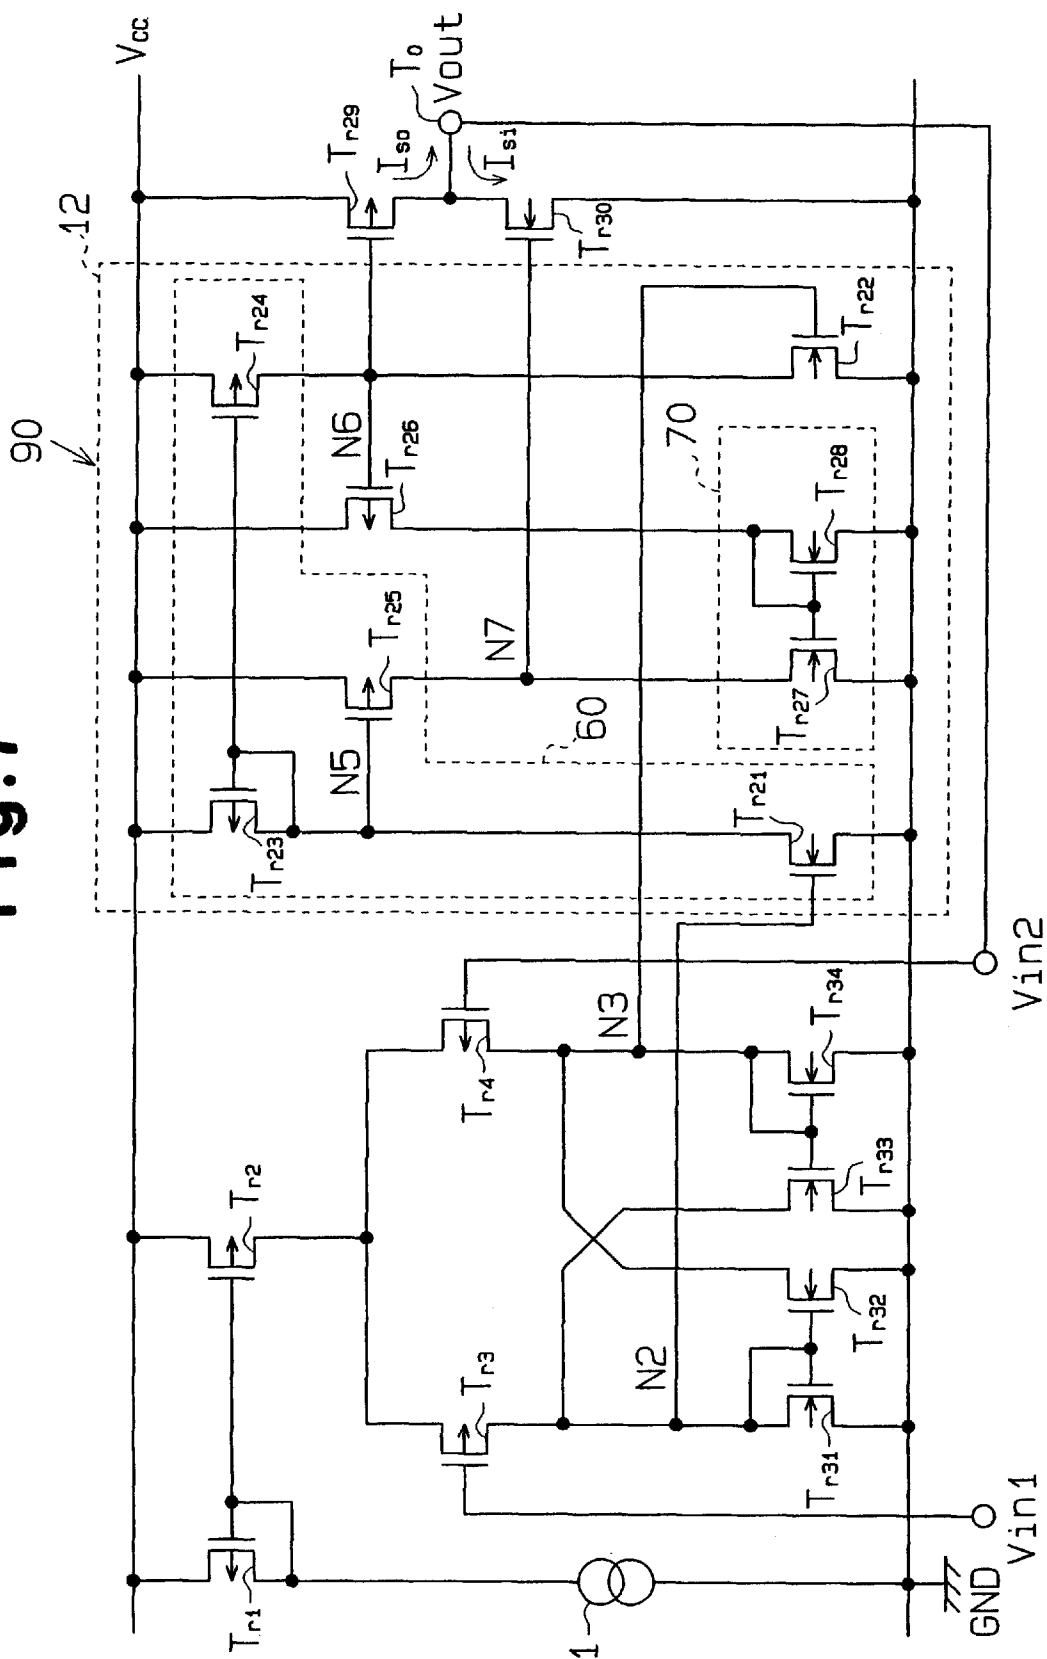 Fig.7
90
12
Vcc
Tr24
Tr29
To
Vout
Iso
Isi
Tr30
N6
Tr26
Tr25
N5
Tr23
N7
60
70
Tr28
Tr22
Tr27
Tr21
Tr1
Tr2
Tr3
Tr4
N3
N2
Tr34
Tr33
Tr32
Tr31
1
GND
Vin1
Vin2